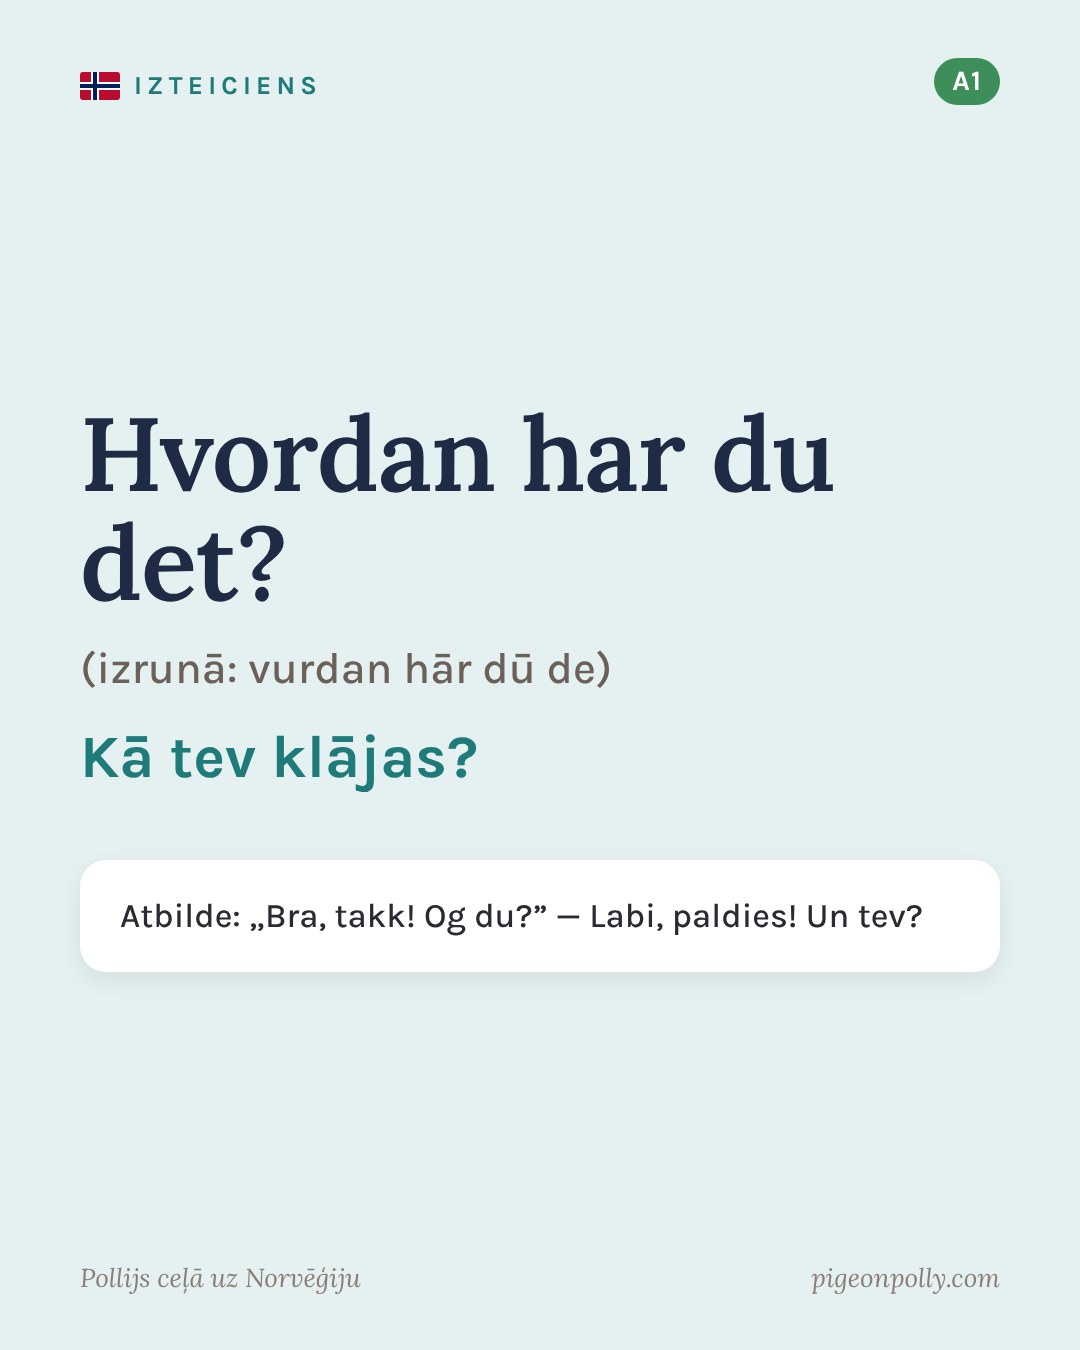 IZTEICIENS
A1
Hvordan har du
det?
(izrunā: vurdan hār dū de)
Kā tev klājas?
Atbilde: „Bra, takk! Og du?” — Labi, paldies! Un tev?
Pollijs ceļā uz Norvēģiju
pigeonpolly.com